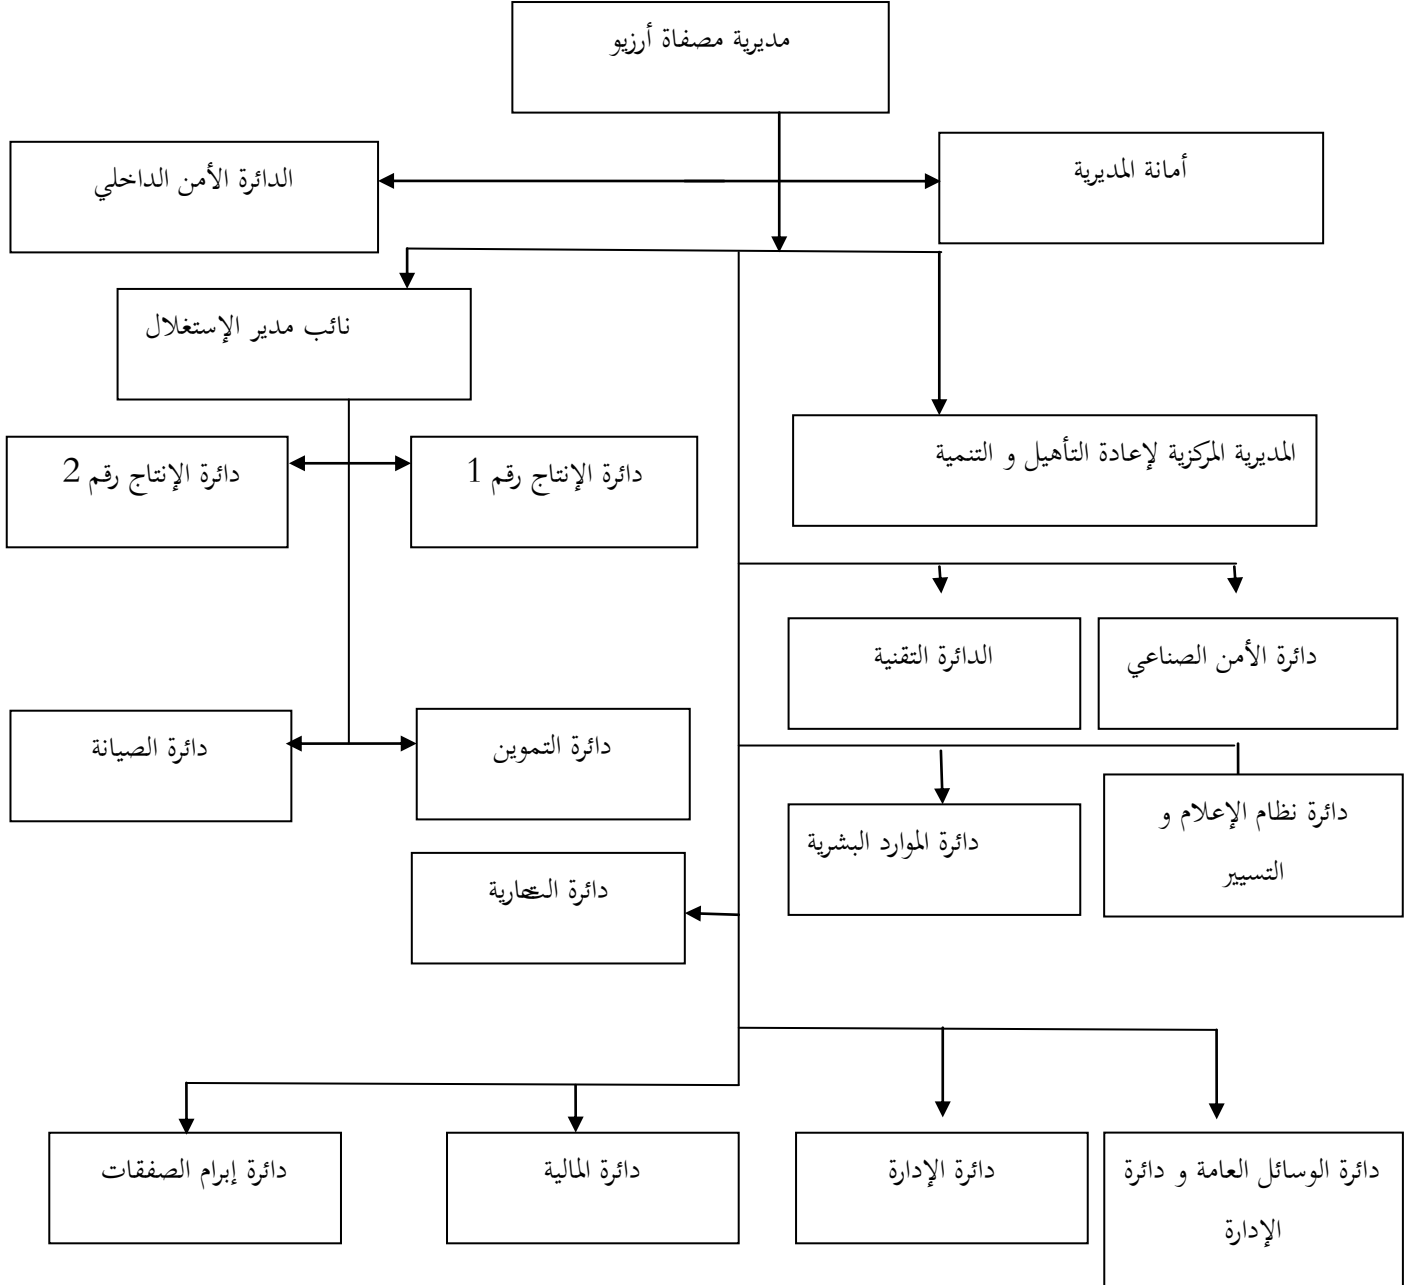 مديرية مصفاة أرزيو
أمانة المديرية
الدائرة الأمن الداخلي
نائب مدير الإستغلال
المديرية المركزية لإعادة التأهيل و التنمية
دائرة الإنتاج رقم 1
دائرة الإنتاج رقم 2
دائرة الأمن الصناعي
الدائرة التقنية
دائرة التموين
دائرة الصيانة
دائرة نظام الإعلام و
التسيير
دائرة الموارد البشرية
دائرة التجارية
دائرة الوسائل العامة و دائرة
الإدارة
دائرة الإدارة
دائرة المالية
دائرة إبرام الصفقات